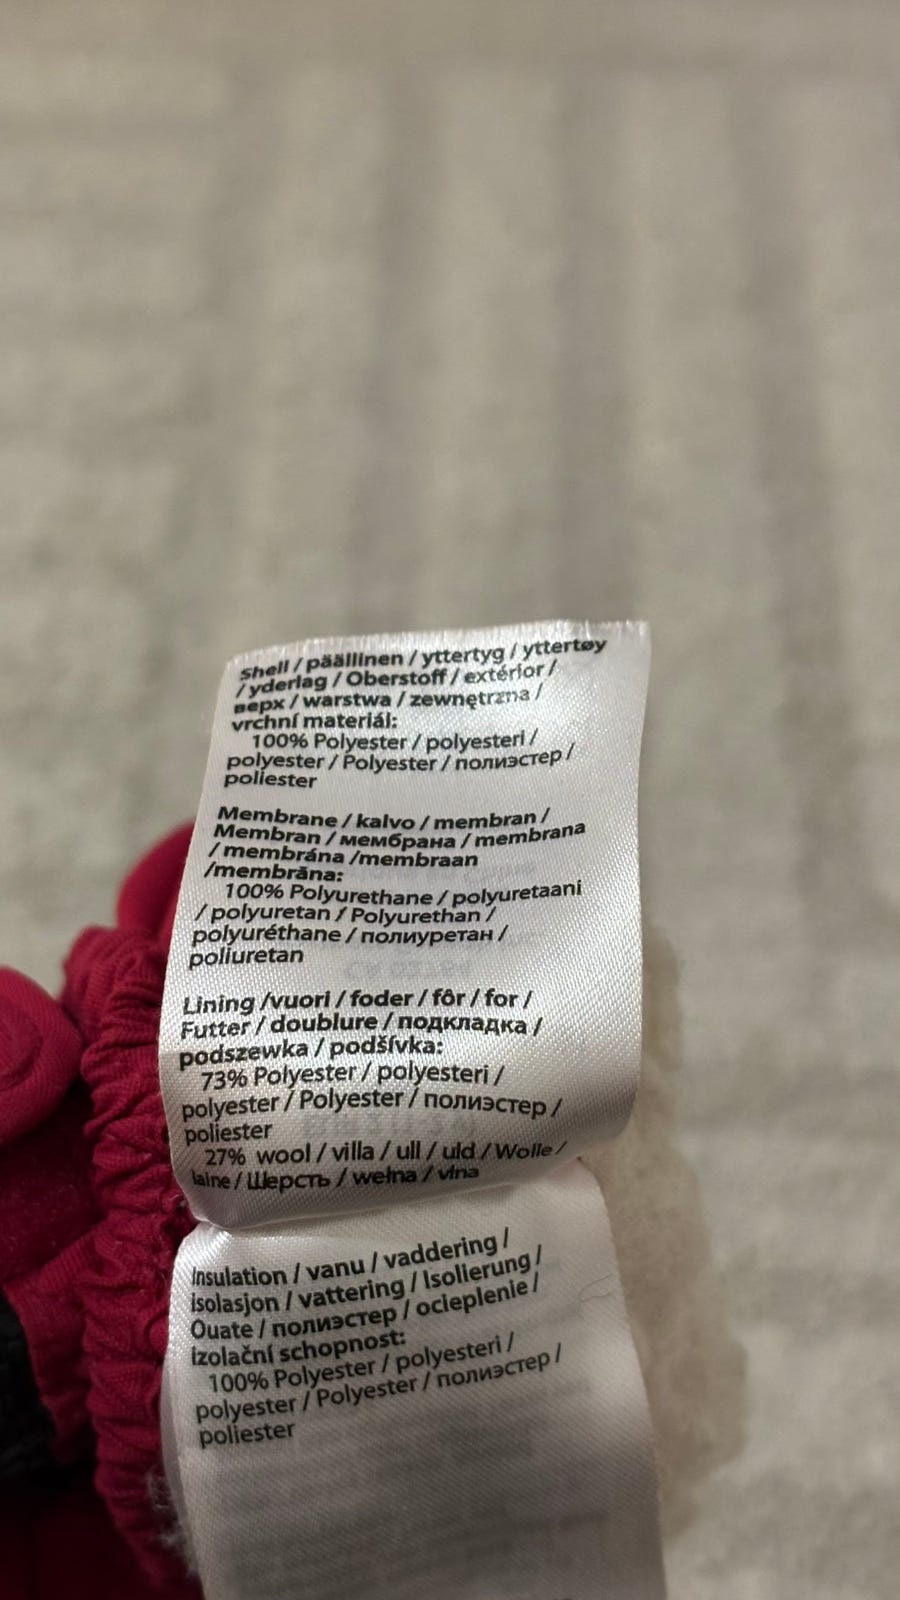 Shell / päällinen / yttertyg / yttertøy
/ yderlag / Oberstoff / extérior /
верх / warstwa / zewnętrzna /
vrchní materiál:
100% Polyester / polyesteri /
polyester / Polyester / полиэстер /
poliester
Membrane / kalvo / membran /
Membran / мембрана / membrana
/ membrána /membraan
/membrāna:
100% Polyurethane / polyuretaani
/ polyuretan / Polyurethan /
polyuréthane / полиуретан /
poliuretan
Lining /vuori / foder / fôr / for /
Futter / doublure / подкладка /
podszewka / podšívka:
73% Polyester / polyesteri /
polyester / Polyester / полиэстер /
poliester
27% wool / villa / ull / uld / Wolle /
laine / Шерсть / wełna / vlna
Insulation / vanu / vaddering /
isolasjon / vattering / Isolierung /
Ouate / полиэстер / ocieplenie /
Izolační schopnost:
100% Polyester / polyesteri /
polyester / Polyester / полиэстер /
poliester